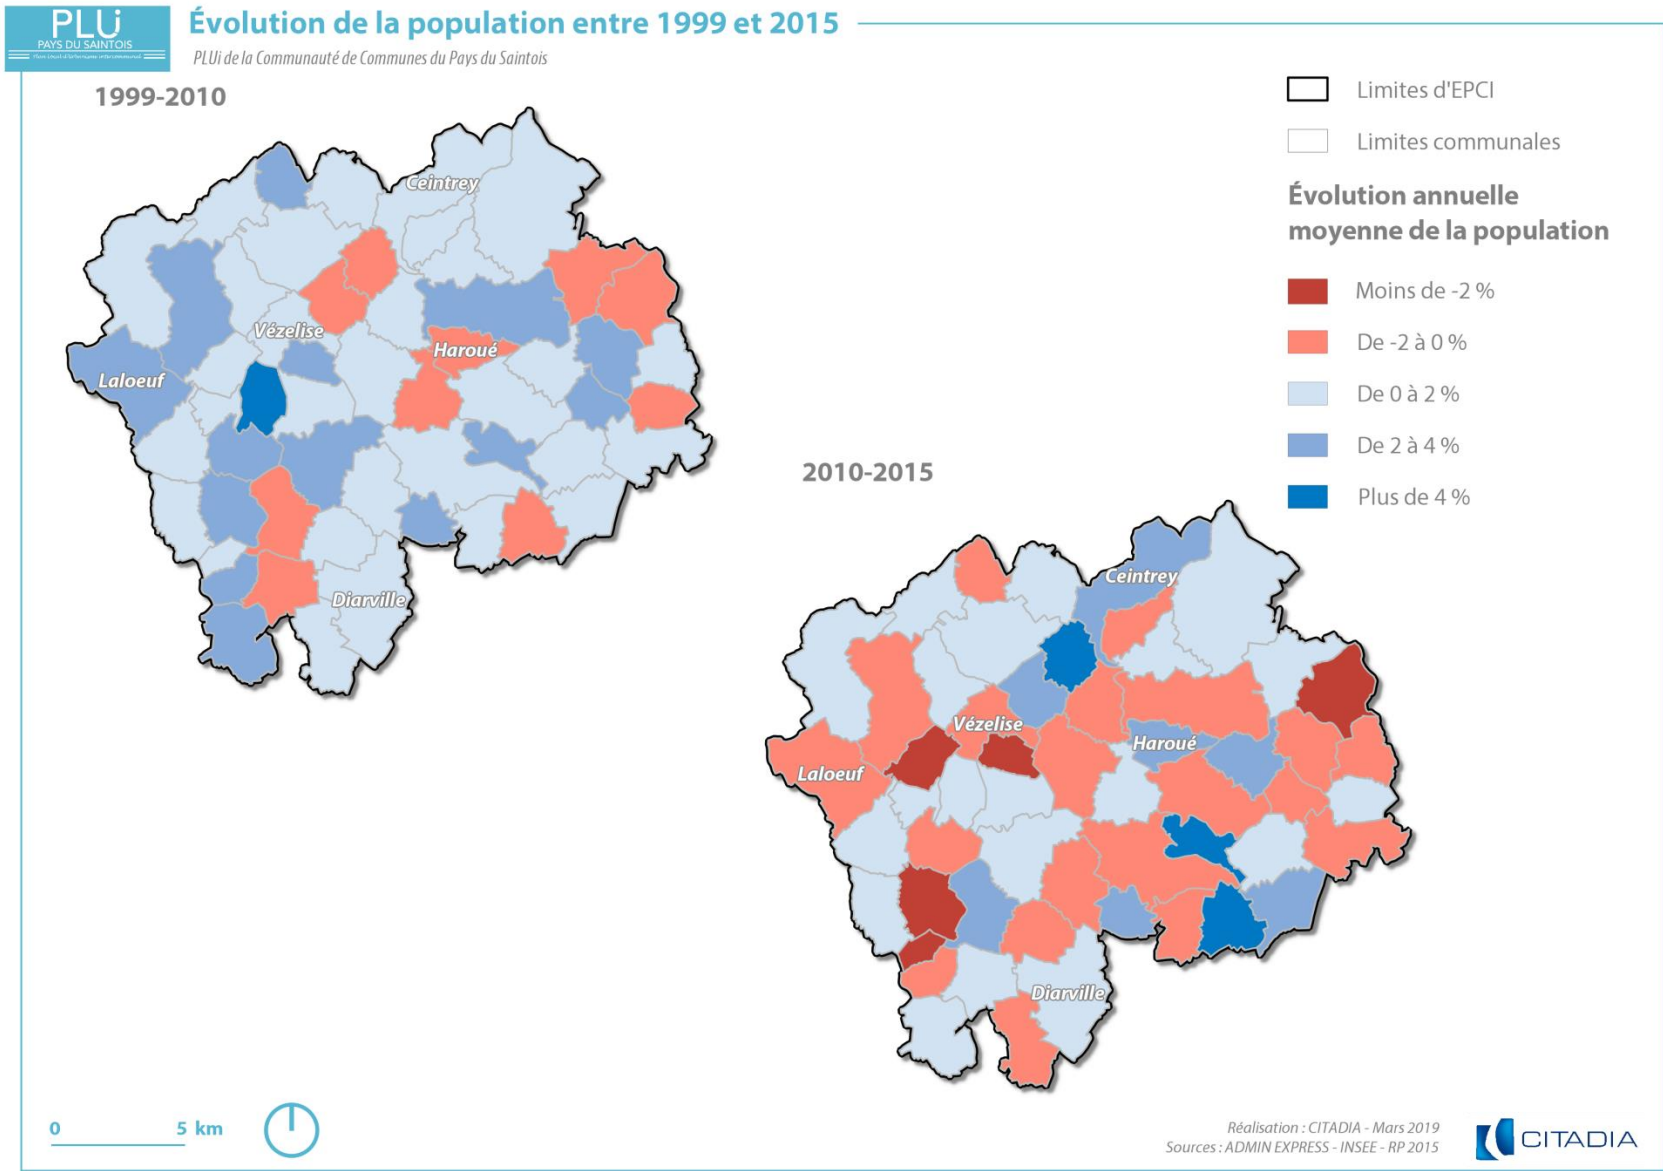 PLUi
PAYS DU SAINTOIS
Évolution de la population entre 1999 et 2015
PLUi de la Communauté de Communes du Pays du Saintois
1999-2010
Ceintrey
Vézelise
Haroué
Laloeuf
Diarville
Limites d'EPCI
Limites communales
Évolution annuelle
moyenne de la population
Moins de -2 %
De -2 à 0 %
De 0 à 2 %
De 2 à 4 %
Plus de 4 %
2010-2015
Ceintrey
Vézelise
Haroué
Laloeuf
Diarville
0 5 km
Réalisation : CITADIA - Mars 2019
Sources : ADMIN EXPRESS - INSEE - RP 2015
CITADIA